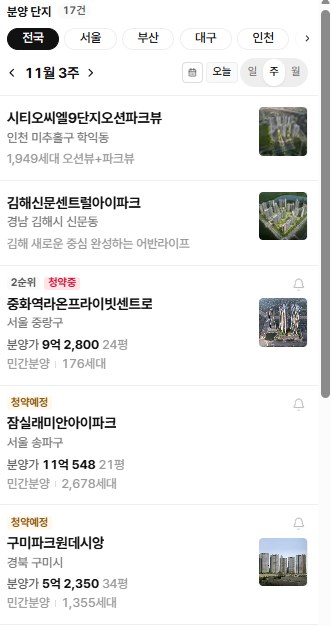 분양 단지 17건
전국 서울 부산 대구 인천
11월 3주 오늘 일 주 월
시티오씨엘9단지오션파크뷰
인천 미추홀구 학익동
1,949세대 오션뷰+파크뷰
김해신문센트럴아이파크
경남 김해시 신문동
김해 새로운 중심 완성하는 어반라이프
2순위 청약중
중화역라온프라이빗센트로
서울 중랑구
분양가 9억 2,800 24평
민간분양 176세대
청약예정
잠실래미안아이파크
서울 송파구
분양가 11억 548 21평
민간분양 2,678세대
청약예정
구미파크원데시앙
경북 구미시
분양가 5억 2,350 34평
민간분양 1,355세대